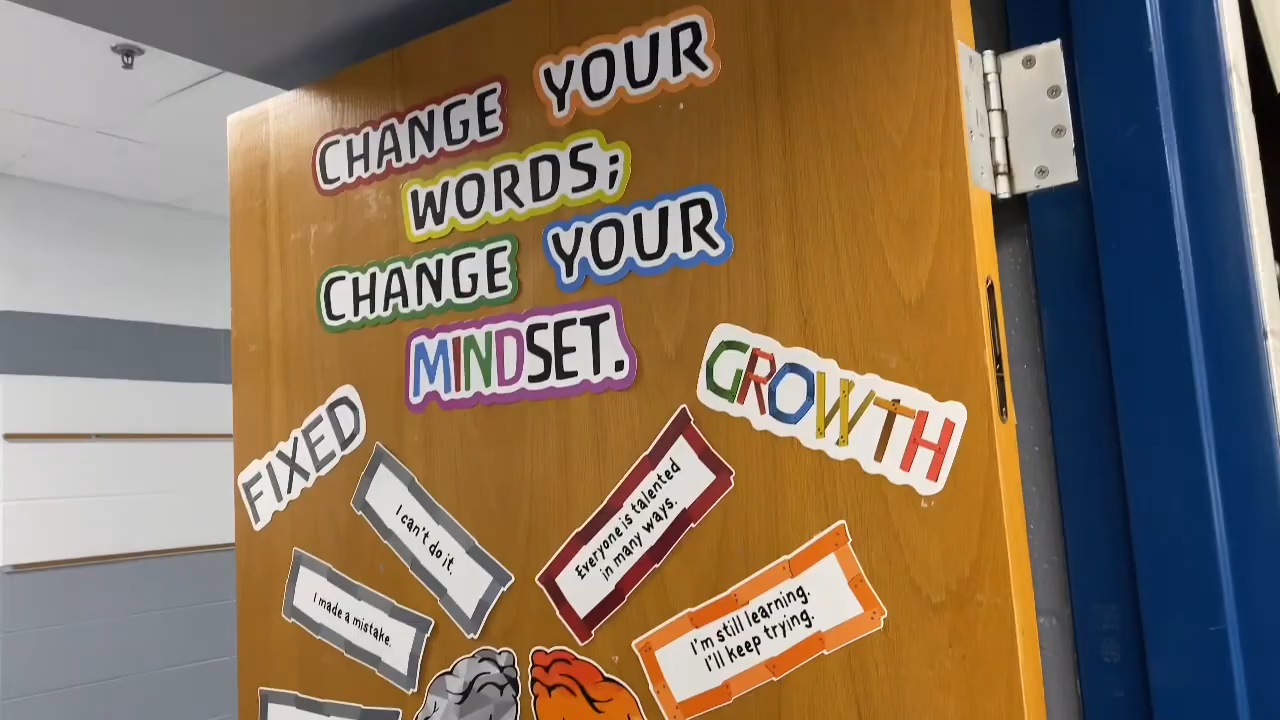 CHANGE YOUR
WORDS;
CHANGE YOUR
MINDSET.
FIXED
GROWTH
I can't do it.
Everyone is talented
in many ways.
I made a mistake.
I'm still learning.
I'll keep trying.